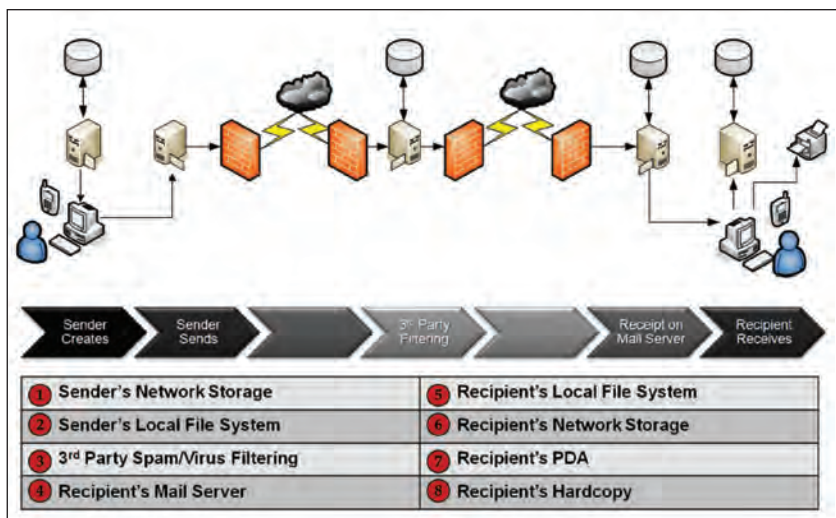 Sender
Creates
Sender
Sends
3rd Party
Filtering
Receipt on
Mail Server
Recipient
Receives
1 Sender's Network Storage
2 Sender's Local File System
3 3rd Party Spam/Virus Filtering
4 Recipient's Mail Server
5 Recipient's Local File System
6 Recipient's Network Storage
7 Recipient's PDA
8 Recipient's Hardcopy